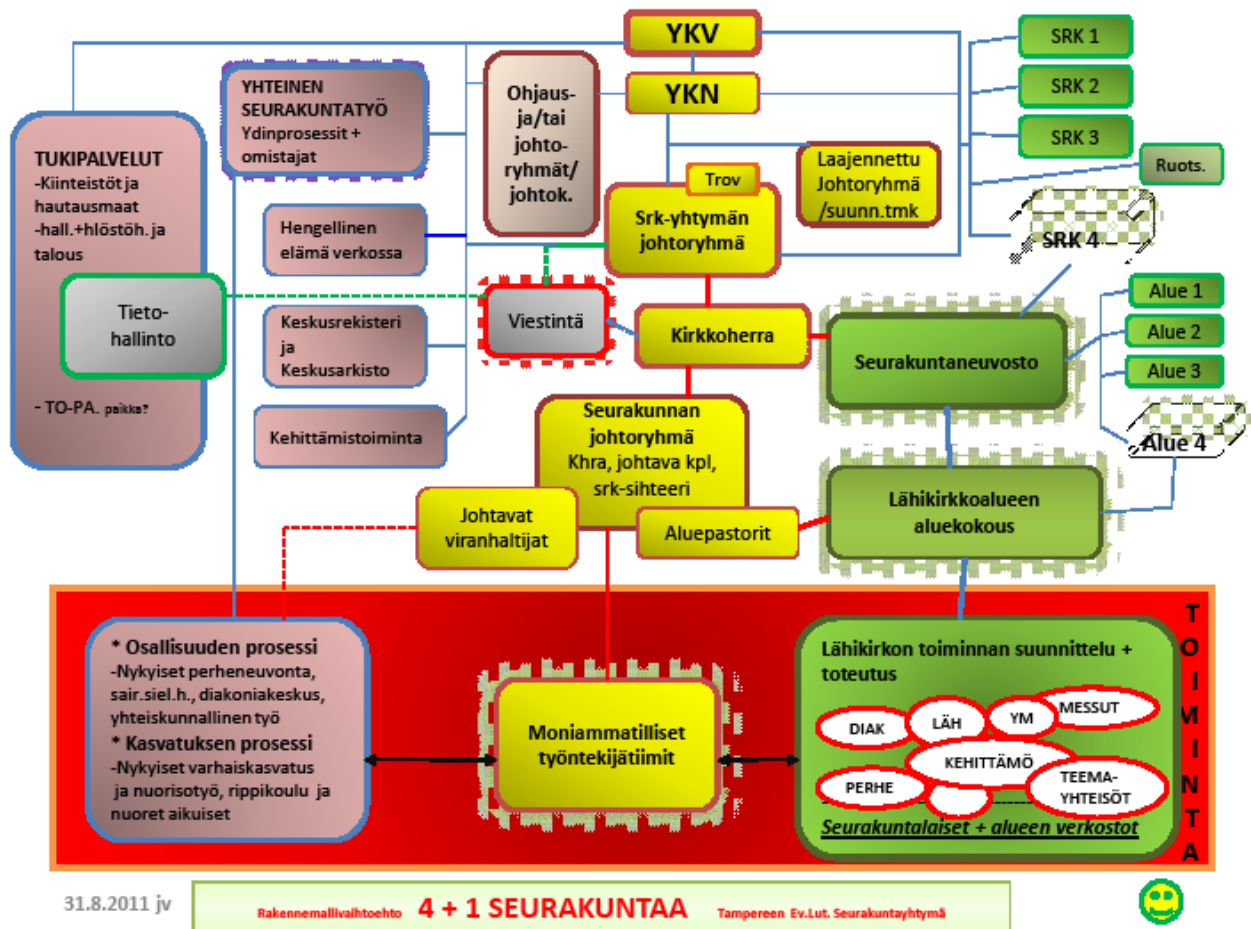 YKV
YKN
SRK 1
SRK 2
SRK 3
Ruots.
SRK 4
YHTEINEN
SEURAKUNTATYÖ
Ydinprosessit +
omistajat
Ohjaus-
ja/tai
johto-
ryhmät/
johtok.
Laajennettu
Johtoryhmä
/suunn.tmk
Trov
Srk-yhtymän
johtoryhmä
TUKIPALVELUT
-Kiinteistöt ja
hautausmaat
-hall.+hlöstöh. ja
talous
Tieto-
hallinto
- TO-PA. paikka?
Hengellinen
elämä verkossa
Keskusrekisteri
ja
Keskusarkisto
Kehittämistoiminta
Viestintä
Kirkkoherra
Seurakuntaneuvosto
Alue 1
Alue 2
Alue 3
Alue 4
Seurakunnan
johtoryhmä
Khra, johtava kpl,
srk-sihteeri
Johtavat
viranhaltijat
Aluepastorit
Lähikirkkoalueen
aluekokous
TOIMINTA
* Osallisuuden prosessi
-Nykyiset perheneuvonta,
sair.siel.h., diakoniakeskus,
yhteiskunnallinen työ
* Kasvatuksen prosessi
-Nykyiset varhaiskasvatus
ja nuorisotyö, rippikoulu ja
nuoret aikuiset
Moniammatilliset
työntekijätiimit
Lähikirkon toiminnan suunnittelu +
toteutus
DIAK
LÄH
YM
MESSUT
KEHITTÄMÖ
PERHE
TEEMA-
YHTEISÖT
Seurakuntalaiset + alueen verkostot
31.8.2011 jv
Rakennemallivaihtoehto 4 + 1 SEURAKUNTAA Tampereen Ev.Lut. Seurakuntayhtymä